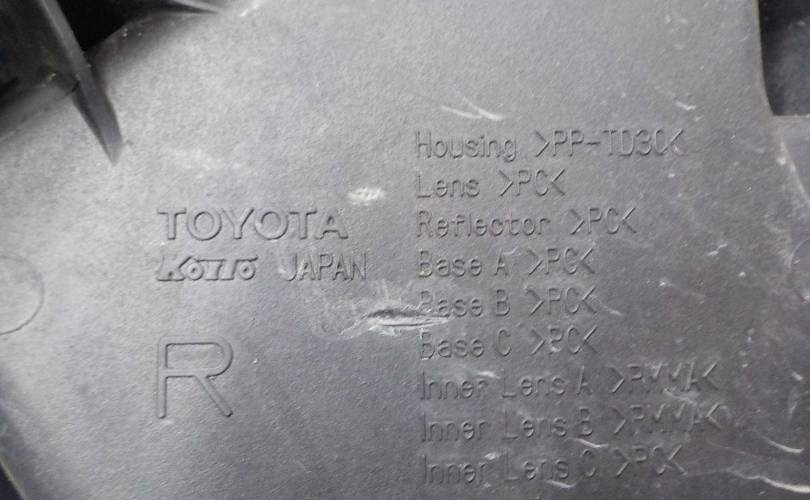 TOYOTA
KOITO JAPAN
R
Housing >PP-TD30<
Lens >PC<
Reflector >PC<
Base A >PC<
Base B >PC<
Base C >PC<
Inner Lens A >PMMA<
Inner Lens B >PMMA<
Inner Lens C >PC<